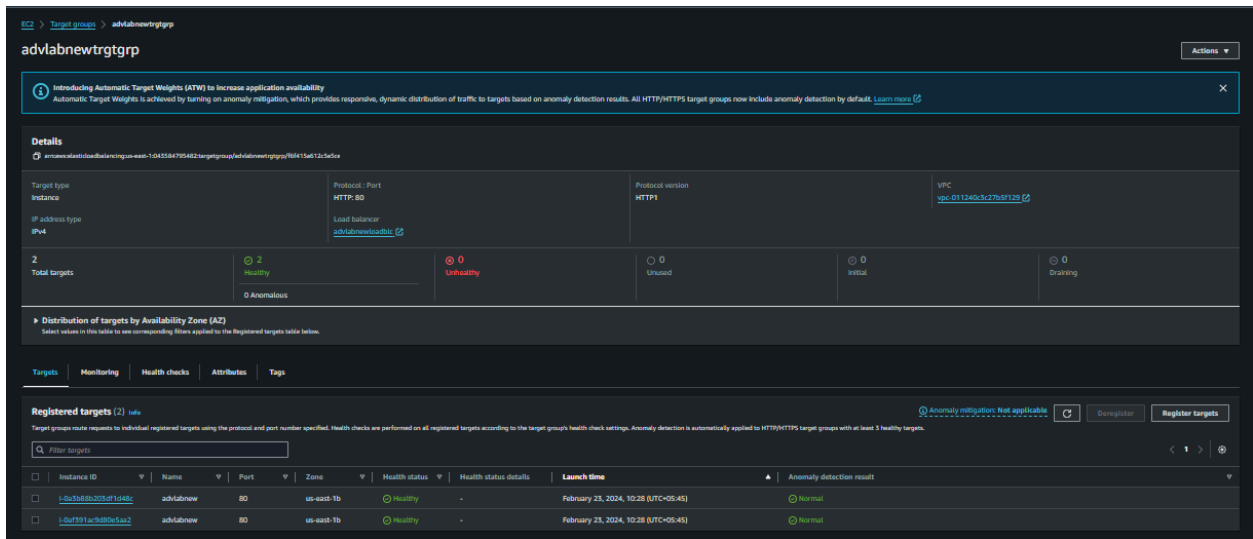 EC2 > Target groups > advlabnewtrgtgrp
advlabnewtrgtgrp
Actions
Introducing Automatic Target Weights (ATW) to increase application availability
Automatic Target Weights is achieved by turning on anomaly mitigation, which provides responsive, dynamic distribution of traffic to targets based on anomaly detection results. All HTTP/HTTPS target groups now include anomaly detection by default. Learn more
Details
Target type
Instance
Protocol : Port
HTTP: 80
Protocol version
HTTP1
VPC
vpc-011240c3c27b5f129
IP address type
IPv4
Load balancer
advlabnewloadblc
2
Total targets
2
Healthy
0 Anomalous
0
Unhealthy
0
Unused
0
Initial
0
Draining
Distribution of targets by Availability Zone (AZ)
Select values in this table to see corresponding filters applied to the Registered targets table below.
Targets Monitoring Health checks Attributes Tags
Registered targets (2) Info
Anomaly mitigation: Not applicable
Deregister
Register targets
Target groups route requests to individual registered targets using the protocol and port number specified. Health checks are performed on all registered targets according to the target group's health check settings. Anomaly detection is automatically applied to HTTP/HTTPS target groups with at least 3 healthy targets.
Filter targets
1
Instance ID Name Port Zone Health status Health status details Launch time Anomaly detection result
i-0a3b88b203df1d48c advlabnew 80 us-east-1b Healthy - February 23, 2024, 10:28 (UTC+05:45) Normal
i-0ef391ac9d80e5aa2 advlabnew 80 us-east-1b Healthy - February 23, 2024, 10:28 (UTC+05:45) Normal